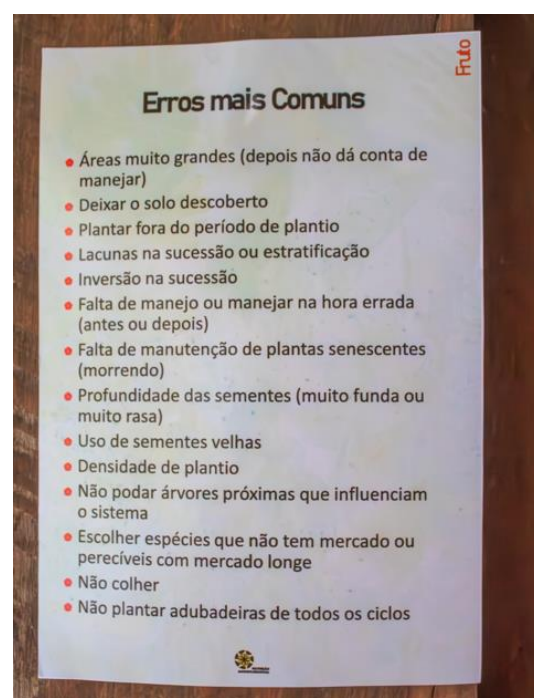 Fruto
Erros mais Comuns
• Áreas muito grandes (depois não dá conta de
manejar)
• Deixar o solo descoberto
• Plantar fora do período de plantio
• Lacunas na sucessão ou estratificação
• Inversão na sucessão
• Falta de manejo ou manejar na hora errada
(antes ou depois)
• Falta de manutenção de plantas senescentes
(morrendo)
• Profundidade das sementes (muito funda ou
muito rasa)
• Uso de sementes velhas
• Densidade de plantio
• Não podar árvores próximas que influenciam
o sistema
• Escolher espécies que não tem mercado ou
perecíveis com mercado longe
• Não colher
• Não plantar adubadeiras de todos os ciclos